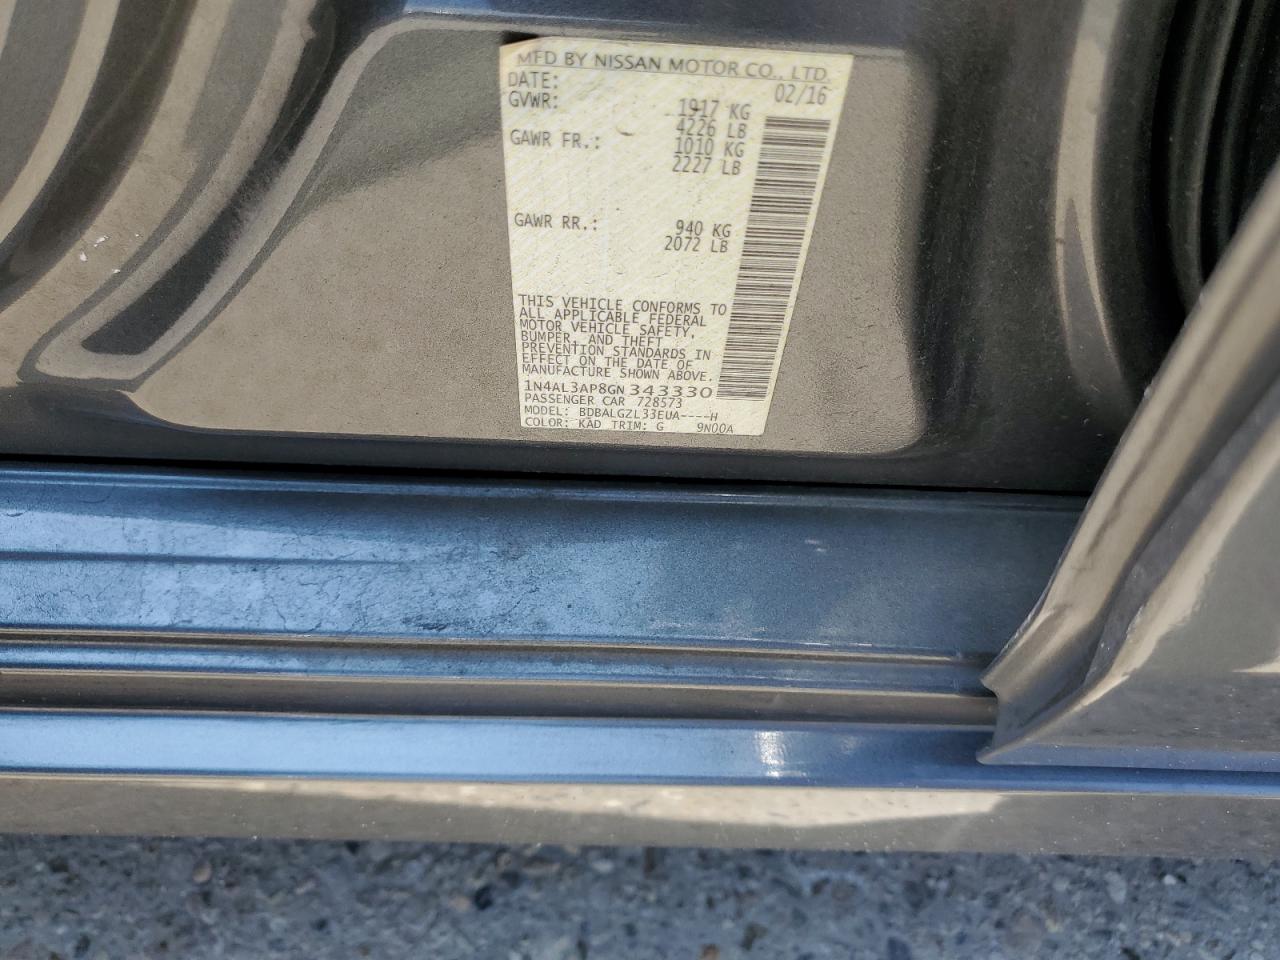 MFD BY NISSAN MOTOR CO., LTD.
DATE: 02/16
GVWR: 1917 KG
4226 LB
GAWR FR.: 1010 KG
2227 LB
GAWR RR.: 940 KG
2072 LB
THIS VEHICLE CONFORMS TO
ALL APPLICABLE FEDERAL
MOTOR VEHICLE SAFETY,
BUMPER, AND THEFT
PREVENTION STANDARDS IN
EFFECT ON THE DATE OF
MANUFACTURE SHOWN ABOVE.
1N4AL3AP8GN 343330
PASSENGER CAR 728573
MODEL: BDBALGZL33EUA----H
COLOR: KAD TRIM: G 9N00A